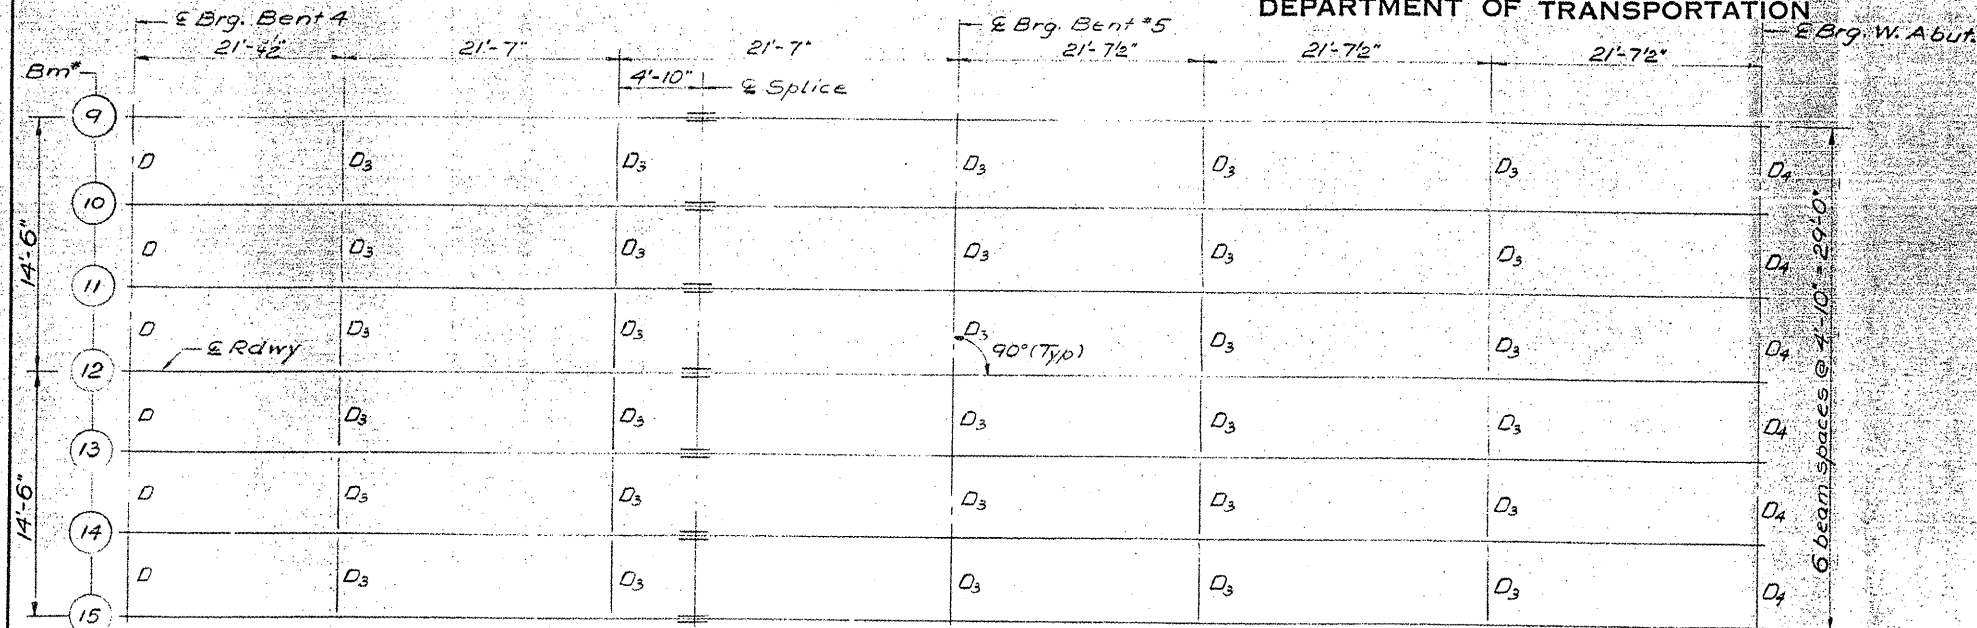 DEPARTMENT OF TRANSPORTATION
℄ Brg. Bent 4
℄ Brg. Bent #5
℄ Brg. W. Abut.
21'-4½"
21'-7"
21'-7"
21'-7½"
21'-7½"
21'-7½"
Bm#
4'-10"
℄ Splice
9
D D3 D3 D3 D3 D3 D4
10
D D3 D3 D3 D3 D3 D4
14'-6"
11
D D3 D3 D3 D3 D3 D4
℄ Rdwy
90° (Typ)
12
D D3 D3 D3 D3 D3 D4
13
D D3 D3 D3 D3 D3 D4
14'-6"
14
D D3 D3 D3 D3 D3 D4
15
6 beam spaces @ 4'-10" = 29'-0"